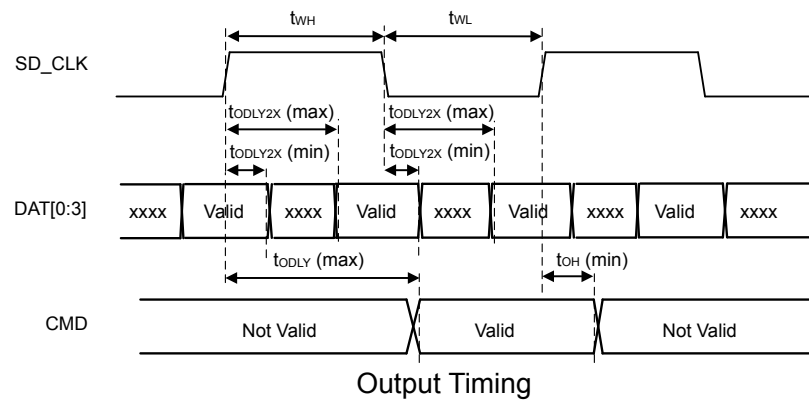 tWH tWL
SD_CLK
tODLY2X (max) tODLY2X (max)
tODLY2X (min) tODLY2X (min)
DAT[0:3] xxxx Valid xxxx Valid xxxx Valid xxxx Valid xxxx
tODLY (max) tOH (min)
CMD Not Valid Valid Not Valid
Output Timing